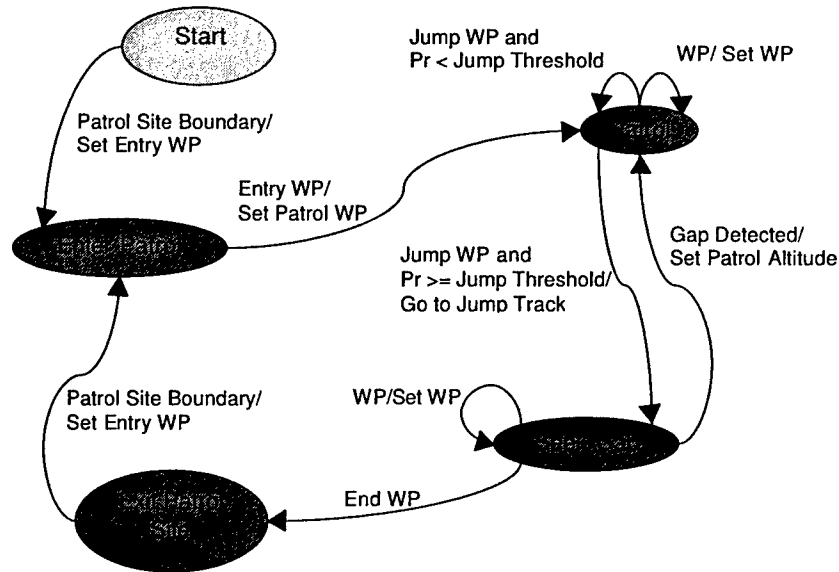 Start
Jump WP and
Pr < Jump Threshold
WP/ Set WP
Patrol Site Boundary/
Set Entry WP
Entry WP/
Set Patrol WP
Enter Patrol
Jump WP and
Pr >= Jump Threshold/
Go to Jump Track
Gap Detected/
Set Patrol Altitude
Patrol Site Boundary/
Set Entry WP
WP/Set WP
End WP